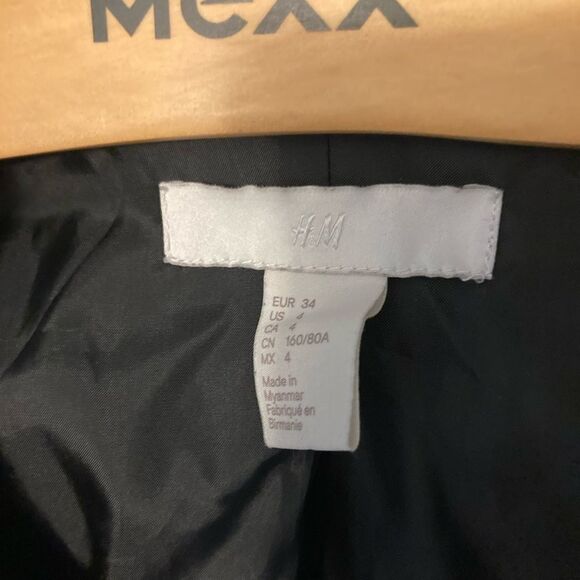 mexx
H&M
EUR 34
US 4
CA 4
CN 160/80A
MX 4
Made in
Myanmar
Fabriqué en
Birmanie